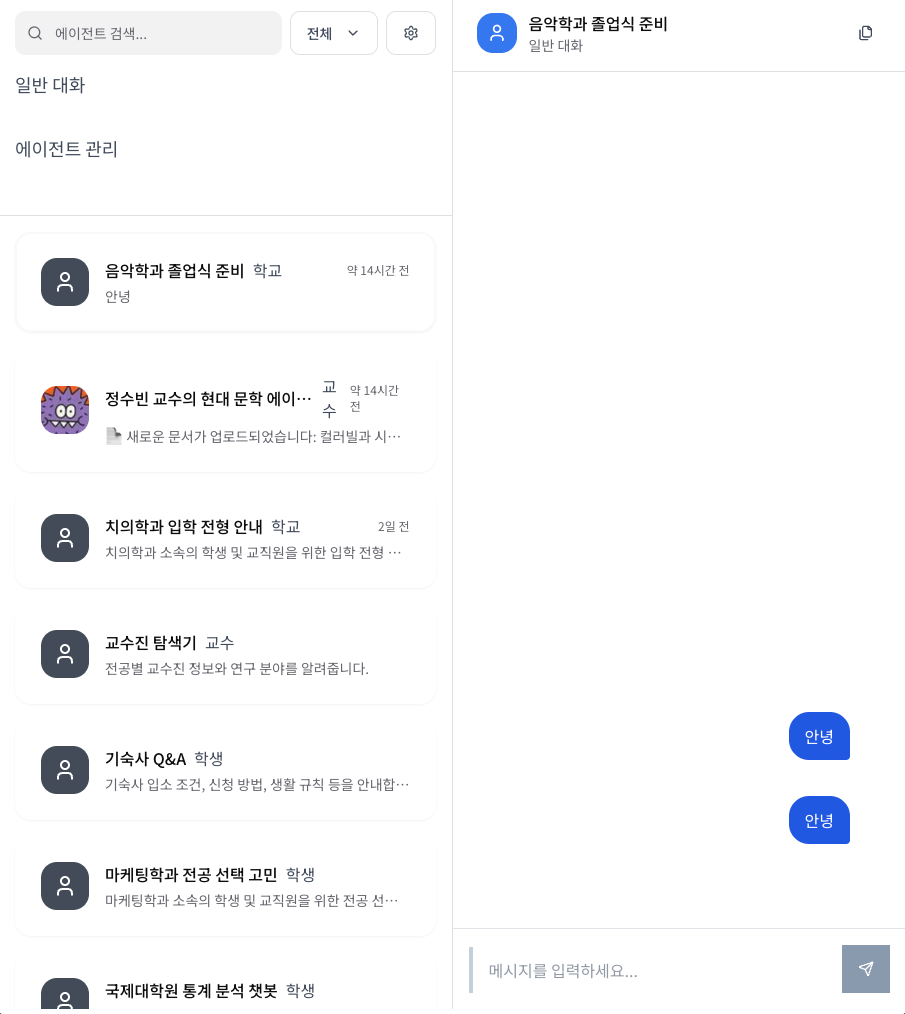 에이전트 검색...
전체
일반 대화
에이전트 관리
음악학과 졸업식 준비 학교 약 14시간 전
안녕
정수빈 교수의 현대 문학 에이… 교수 약 14시간 전
새로운 문서가 업로드되었습니다: 컬러빌과 시…
치의학과 입학 전형 안내 학교 2일 전
치의학과 소속의 학생 및 교직원을 위한 입학 전형 …
교수진 탐색기 교수
전공별 교수진 정보와 연구 분야를 알려줍니다.
기숙사 Q&A 학생
기숙사 입소 조건, 신청 방법, 생활 규칙 등을 안내합…
마케팅학과 전공 선택 고민 학생
마케팅학과 소속의 학생 및 교직원을 위한 전공 선…
국제대학원 통계 분석 챗봇 학생
음악학과 졸업식 준비
일반 대화
안녕
안녕
메시지를 입력하세요...